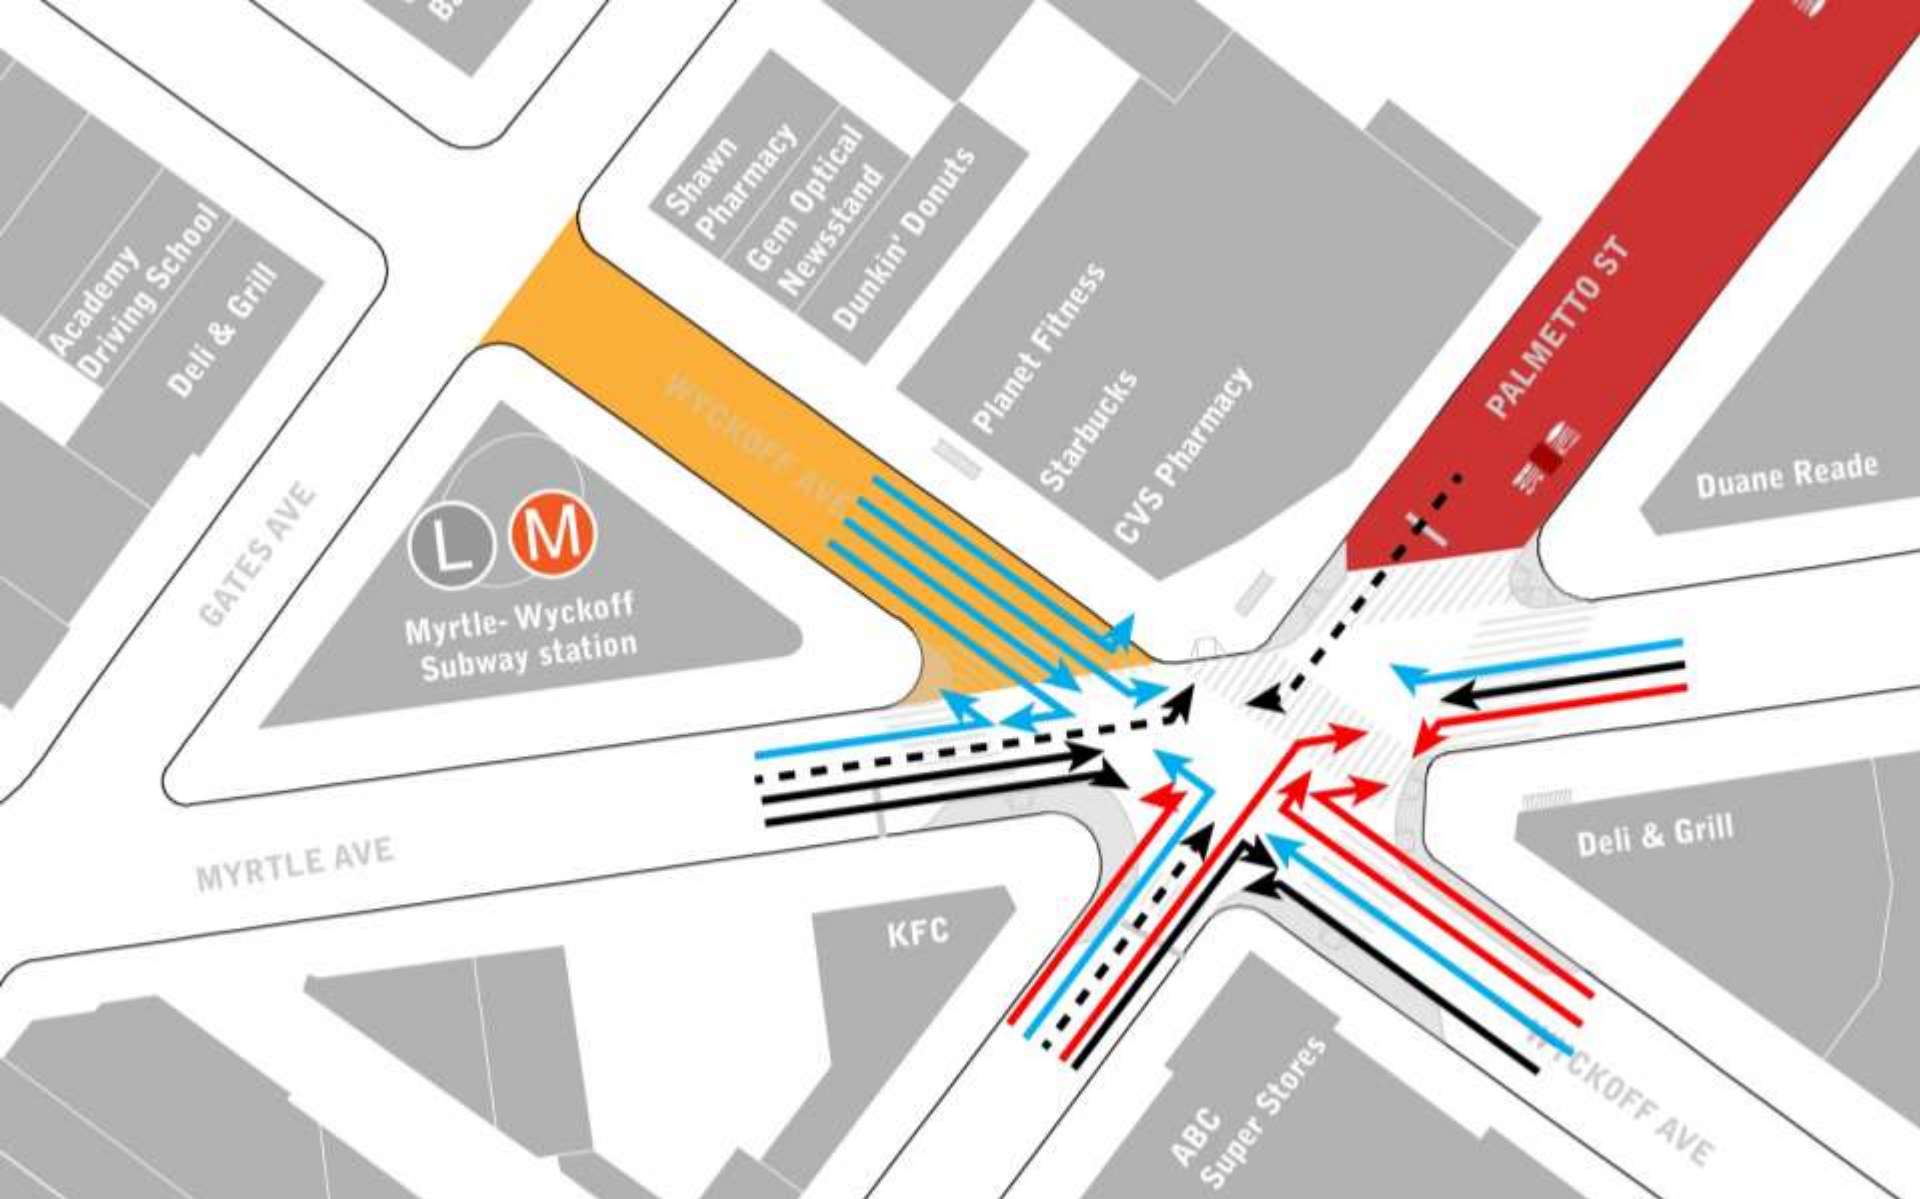 Shawn
Pharmacy
Gem Optical
Newsstand
Dunkin' Donuts
Academy
Driving School
Deli & Grill
Planet Fitness
Starbucks
CVS Pharmacy
PALMETTO ST
WYCKOFF AVE
Duane Reade
GATES AVE
L M
Myrtle- Wyckoff
Subway station
MYRTLE AVE
KFC
Deli & Grill
ABC
Super Stores
WYCKOFF AVE